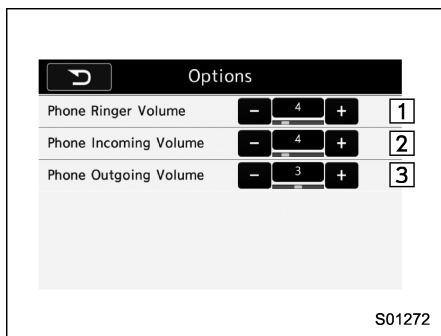 Options
Phone Ringer Volume - 4 + 1
Phone Incoming Volume - 4 + 2
Phone Outgoing Volume - 3 + 3
S01272